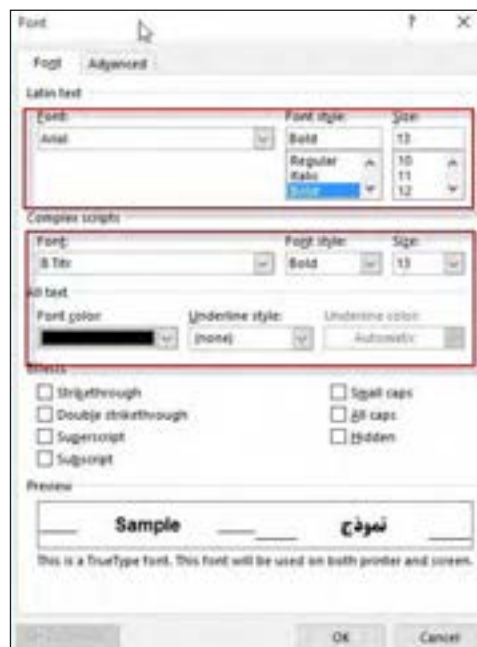 Font ? ×
Font Advanced
Latin text
Font: Font style: Size:
Arial Bold 13
Regular 10
Italic 11
Bold 12
Complex scripts
Font: Font style: Size:
B Titr Bold 13
All text
Font color: Underline style: Underline color:
(none) Automatic
Effects
Strikethrough Small caps
Double strikethrough All caps
Superscript Hidden
Subscript
Preview
Sample نموذج
This is a TrueType font. This font will be used on both printer and screen.
OK Cancel